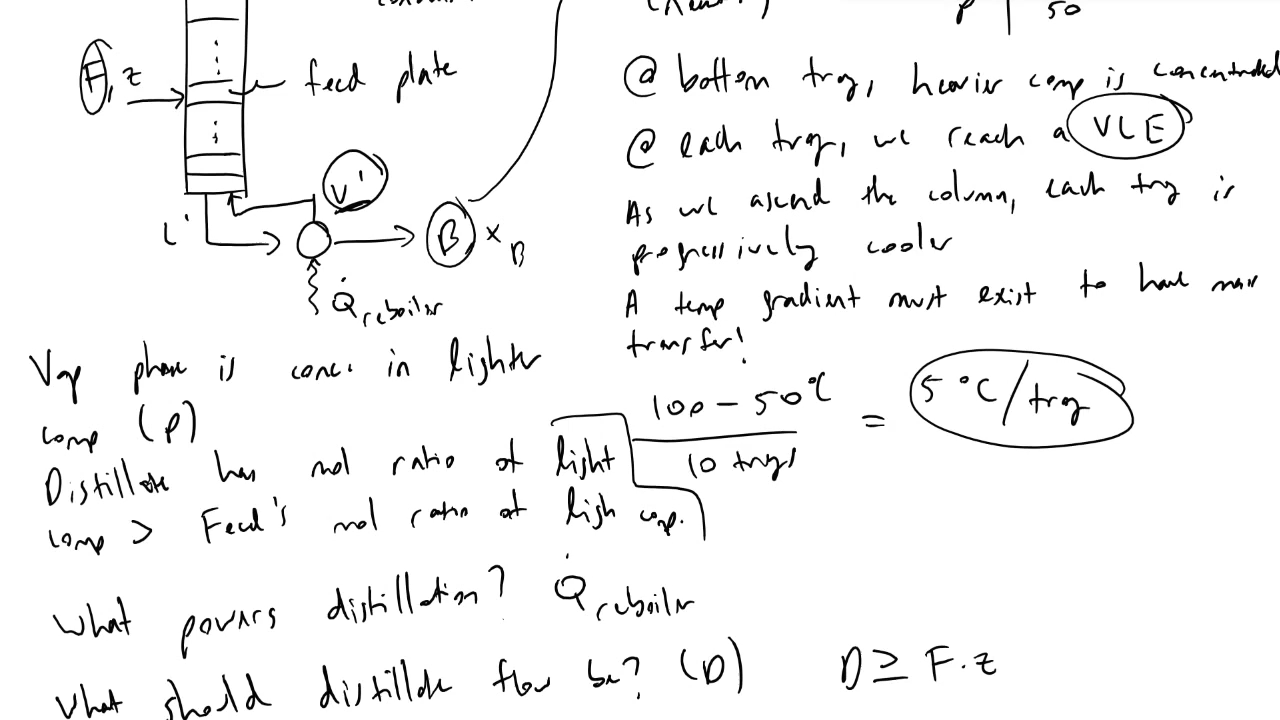 F, z
feed plate
V'
L'
B x_B
Q̇ reboiler
Vap phase is conc. in lighter
comp (P)
Distillate has mol ratio of light
comp > Feed's mol ratio of ligh comp.
What powers distillation? Q̇ reboiler
What should distillate flow be? (D) D ≥ F·z
P | 50
@ bottom tray, heavier comp is concentrated
@ each tray, we reach a VLE
As we ascend the column, each tray is
progressively cooler
A temp gradient must exist to have
transfer!
100 - 50°C
= 5°C/tray
10 trays